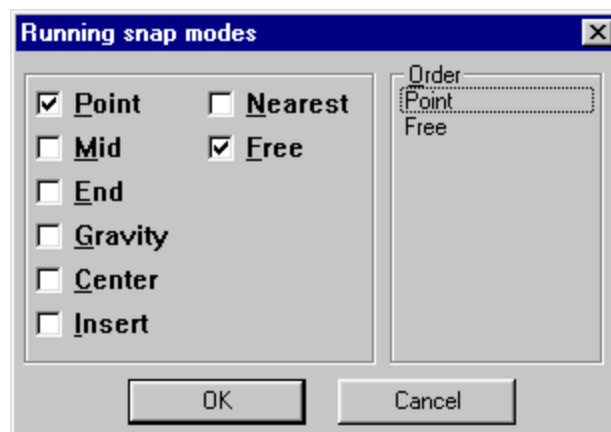 Running snap modes
Point
Mid
End
Gravity
Center
Insert
Nearest
Free
Order
Point
Free
OK
Cancel